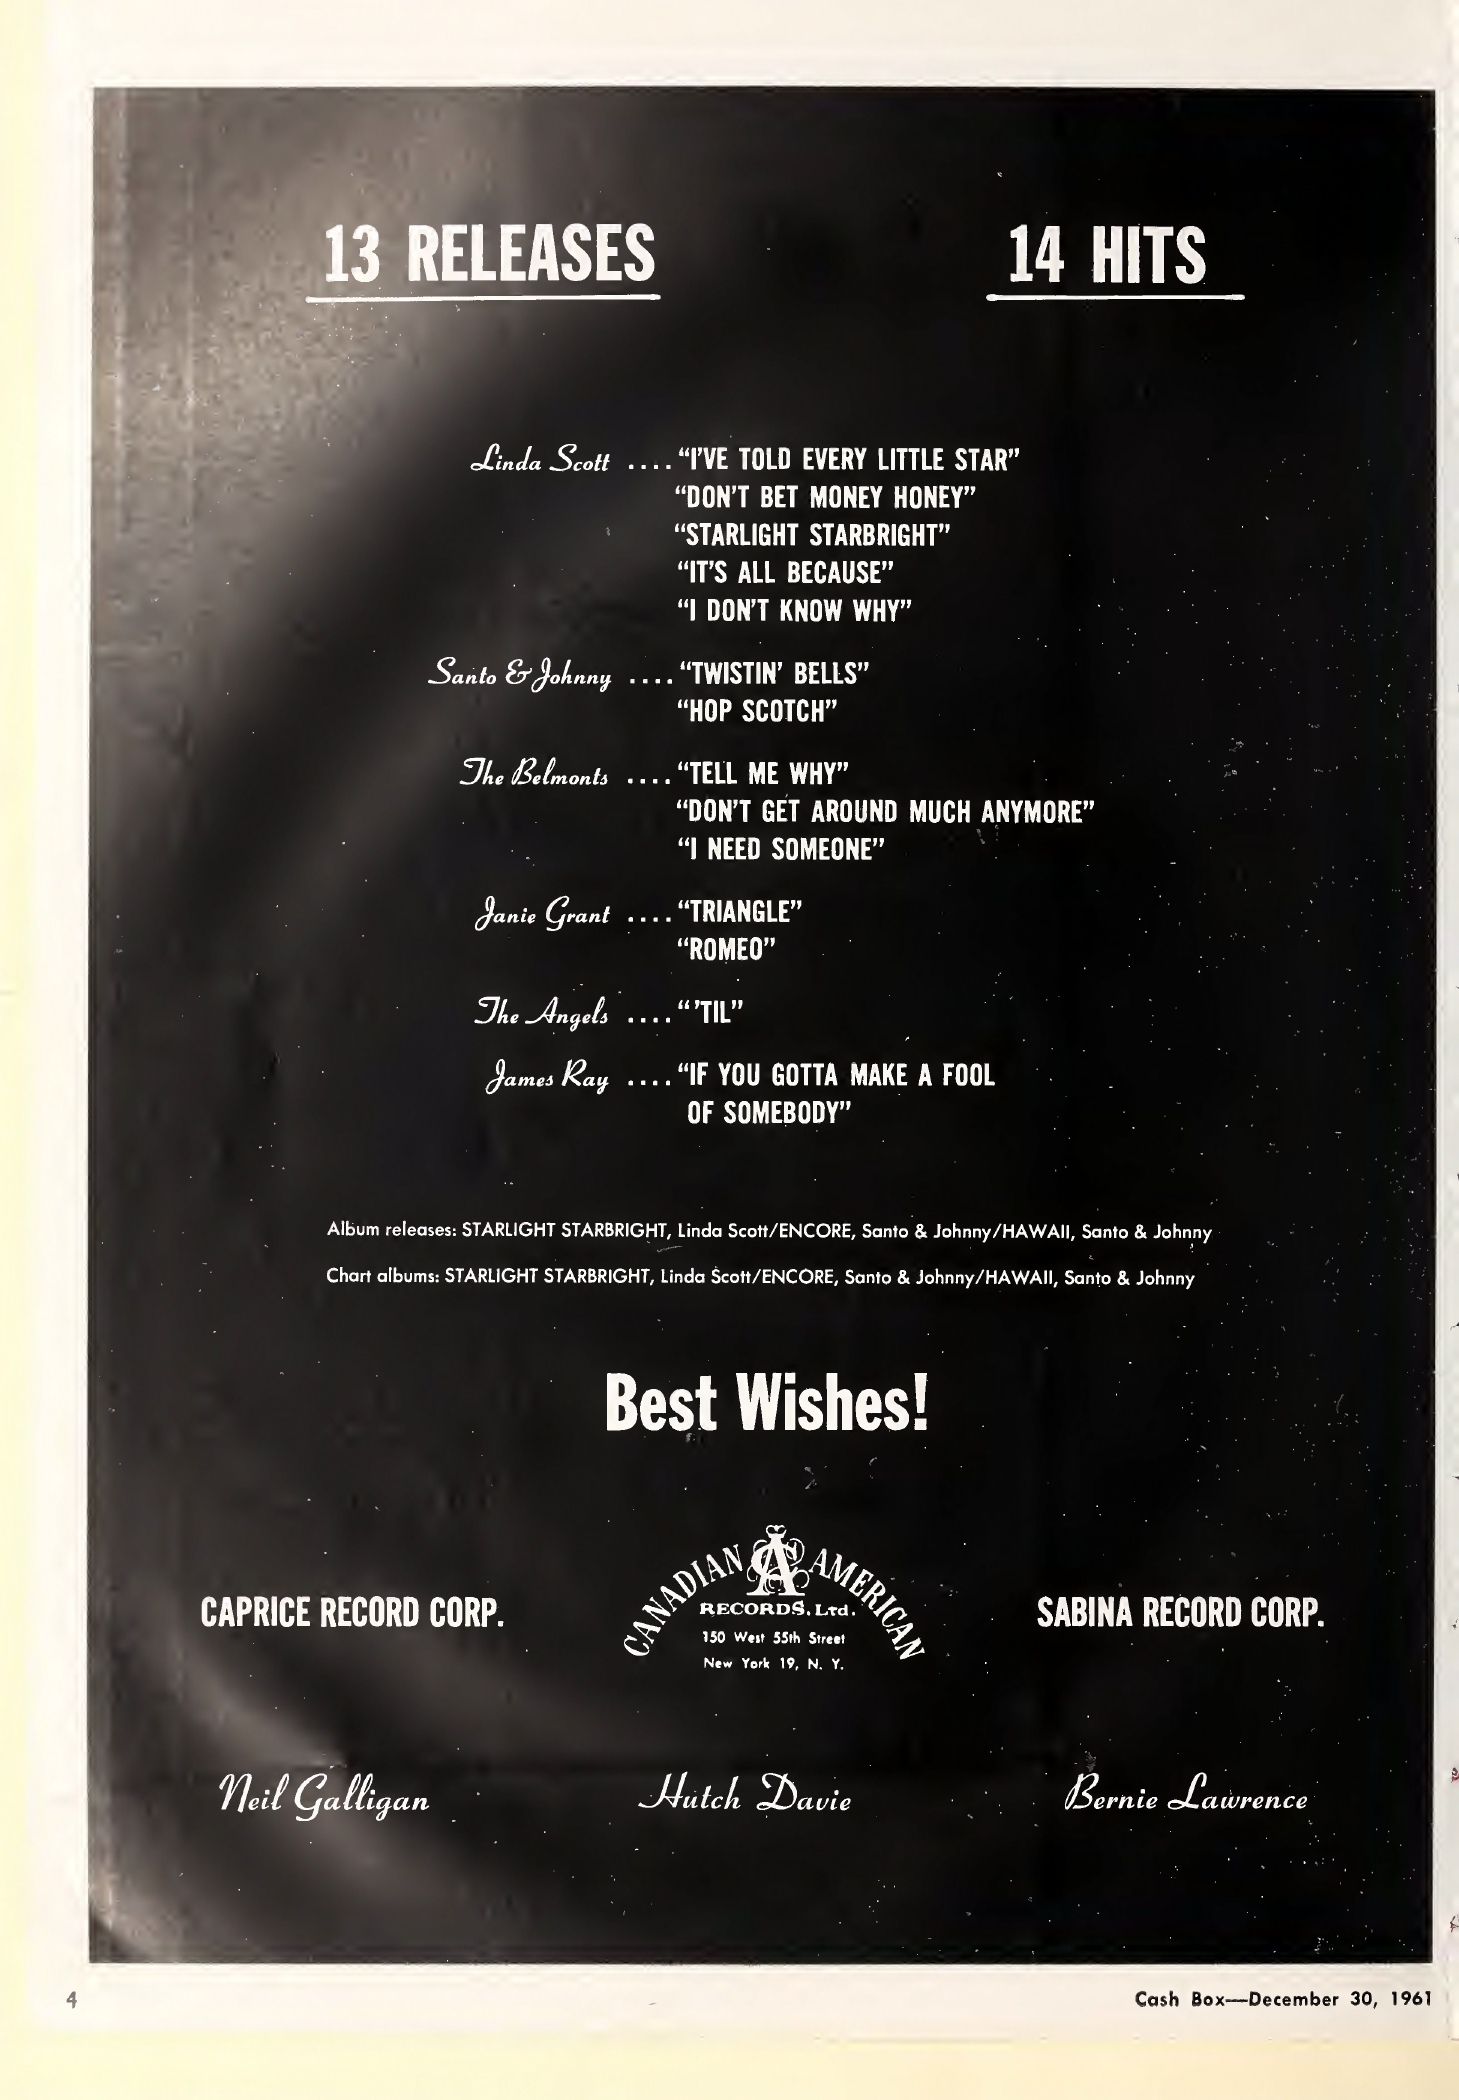 13 RELEASES
14 HITS
Linda Scott .... “I’VE TOLD EVERY LITTLE STAR”
“DON’T BET MONEY HONEY”
“STARLIGHT STARBRIGHT”
“IT’S ALL BECAUSE”
“I DON’T KNOW WHY”
Santo & Johnny .... “TWISTIN’ BELLS”
“HOP SCOTCH”
The Belmonts .... “TELL ME WHY”
“DON’T GET AROUND MUCH ANYMORE”
“I NEED SOMEONE”
Janie Grant .... “TRIANGLE”
“ROMEO”
The Angels .... “ ’TIL”
James Ray .... “IF YOU GOTTA MAKE A FOOL
OF SOMEBODY”
Album releases: STARLIGHT STARBRIGHT, Linda Scott/ENCORE, Santo & Johnny/HAWAII, Santo & Johnny
Chart albums: STARLIGHT STARBRIGHT, Linda Scott/ENCORE, Santo & Johnny/HAWAII, Santo & Johnny
Best Wishes!
CAPRICE RECORD CORP.
CANADIAN CA AMERICAN
RECORDS. Ltd.
150 West 55th Street
New York 19, N. Y.
SABINA RECORD CORP.
Neil Galligan
Hutch Davie
Bernie Lawrence
4
Cash Box—December 30, 1961